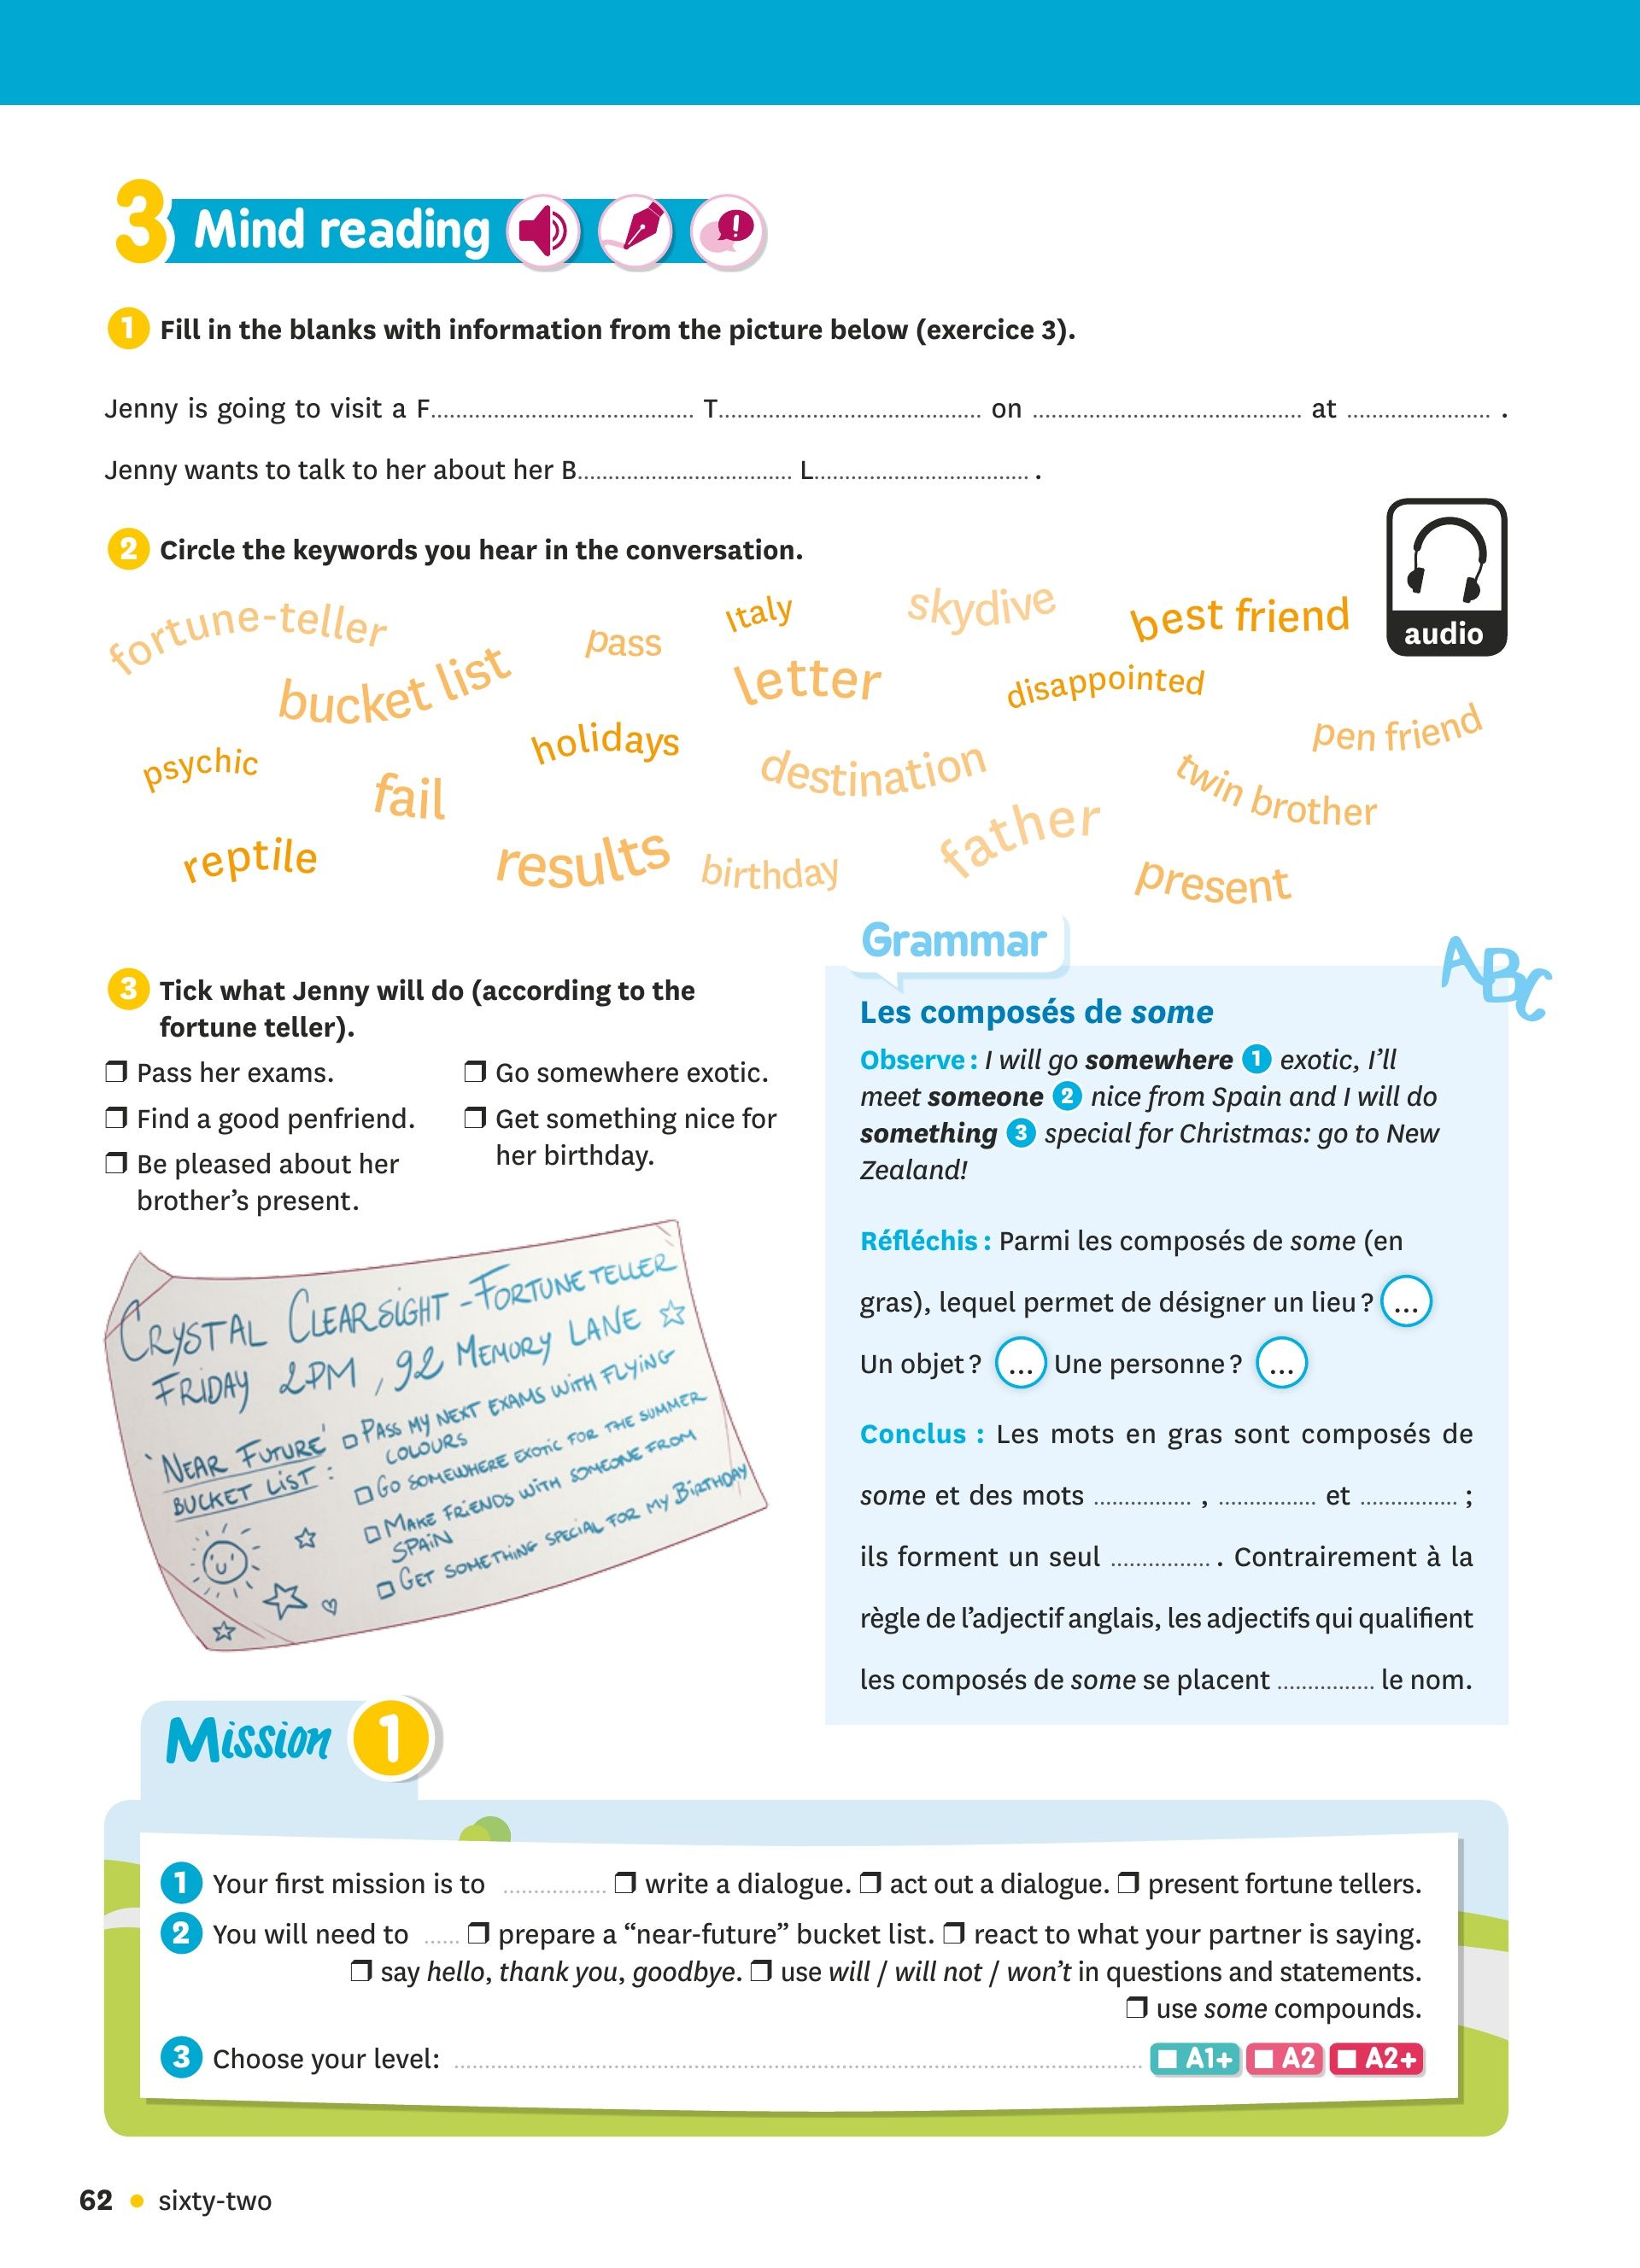 3 Mind reading
1 Fill in the blanks with information from the picture below (exercice 3).
Jenny is going to visit a F........................................... T........................................... on ............................................ at ........................ .
Jenny wants to talk to her about her B................................... L................................... .
2 Circle the keywords you hear in the conversation.
audio
fortune-teller
pass
Italy
skydive
best friend
bucket list
letter
disappointed
psychic
holidays
destination
pen friend
fail
twin brother
reptile
results
birthday
father
present
3 Tick what Jenny will do (according to the
fortune teller).
❒ Pass her exams.
❒ Find a good penfriend.
❒ Be pleased about her
brother's present.
❒ Go somewhere exotic.
❒ Get something nice for
her birthday.
CRYSTAL CLEARSIGHT - FORTUNE TELLER
FRIDAY 2PM, 92 MEMORY LANE
'NEAR FUTURE'
BUCKET LIST :
PASS MY NEXT EXAMS WITH FLYING
COLOURS
GO SOMEWHERE EXOTIC FOR THE SUMMER
MAKE FRIENDS WITH SOMEONE FROM
SPAIN
GET SOMETHING SPECIAL FOR MY BIRTHDAY
Grammar
ABC
Les composés de some
Observe : I will go somewhere 1 exotic, I'll
meet someone 2 nice from Spain and I will do
something 3 special for Christmas: go to New
Zealand!
Réfléchis : Parmi les composés de some (en
gras), lequel permet de désigner un lieu ? ...
Un objet ? ... Une personne ? ...
Conclus : Les mots en gras sont composés de
some et des mots ................ , ................ et ................ ;
ils forment un seul ................ . Contrairement à la
règle de l'adjectif anglais, les adjectifs qui qualifient
les composés de some se placent ................ le nom.
Mission 1
1 Your first mission is to ................. ❒ write a dialogue. ❒ act out a dialogue. ❒ present fortune tellers.
2 You will need to ...... ❒ prepare a “near-future” bucket list. ❒ react to what your partner is saying.
❒ say hello, thank you, goodbye. ❒ use will / will not / won't in questions and statements.
❒ use some compounds.
3 Choose your level: ................................................................................ A1+ A2 A2+
62 • sixty-two